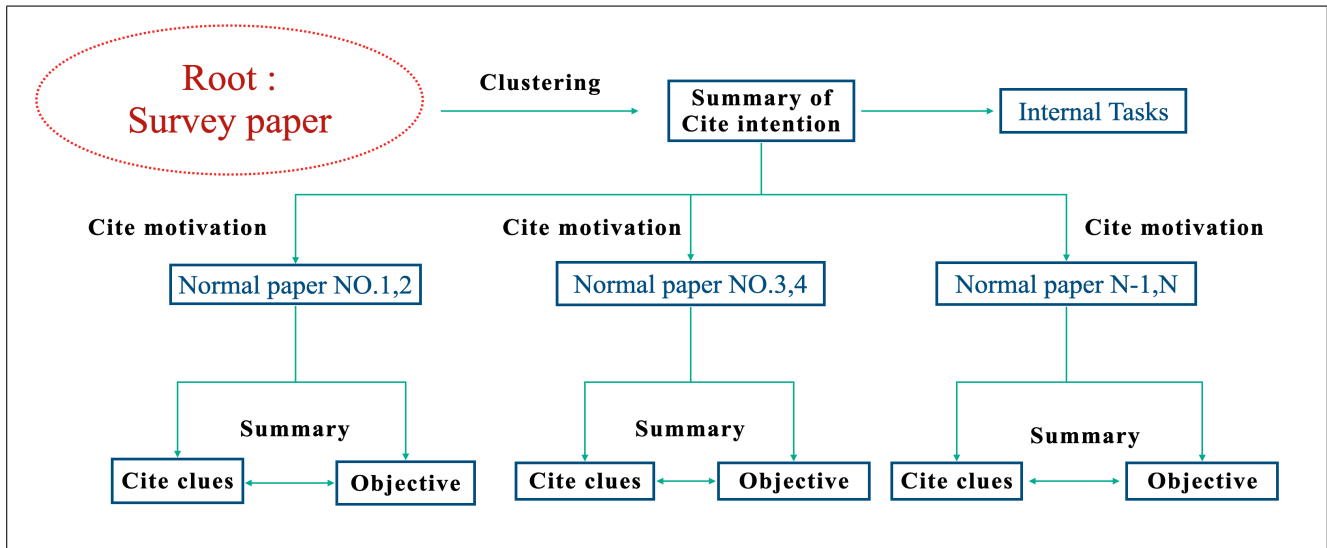 Root :
Survey paper
Clustering
Summary of
Cite intention
Internal Tasks
Cite motivation
Cite motivation
Cite motivation
Normal paper NO.1,2
Normal paper NO.3,4
Normal paper N-1,N
Summary
Summary
Summary
Cite clues
Objective
Cite clues
Objective
Cite clues
Objective